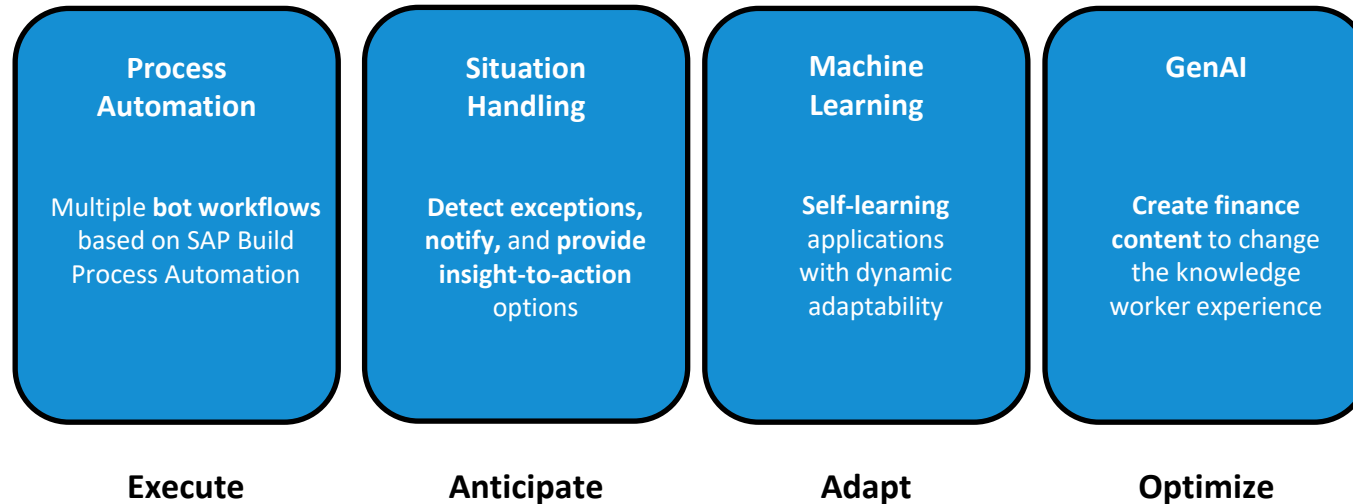 Process
Automation
Multiple bot workflows
based on SAP Build
Process Automation
Execute
Situation
Handling
Detect exceptions,
notify, and provide
insight-to-action
options
Anticipate
Machine
Learning
Self-learning
applications
with dynamic
adaptability
Adapt
GenAI
Create finance
content to change
the knowledge
worker experience
Optimize